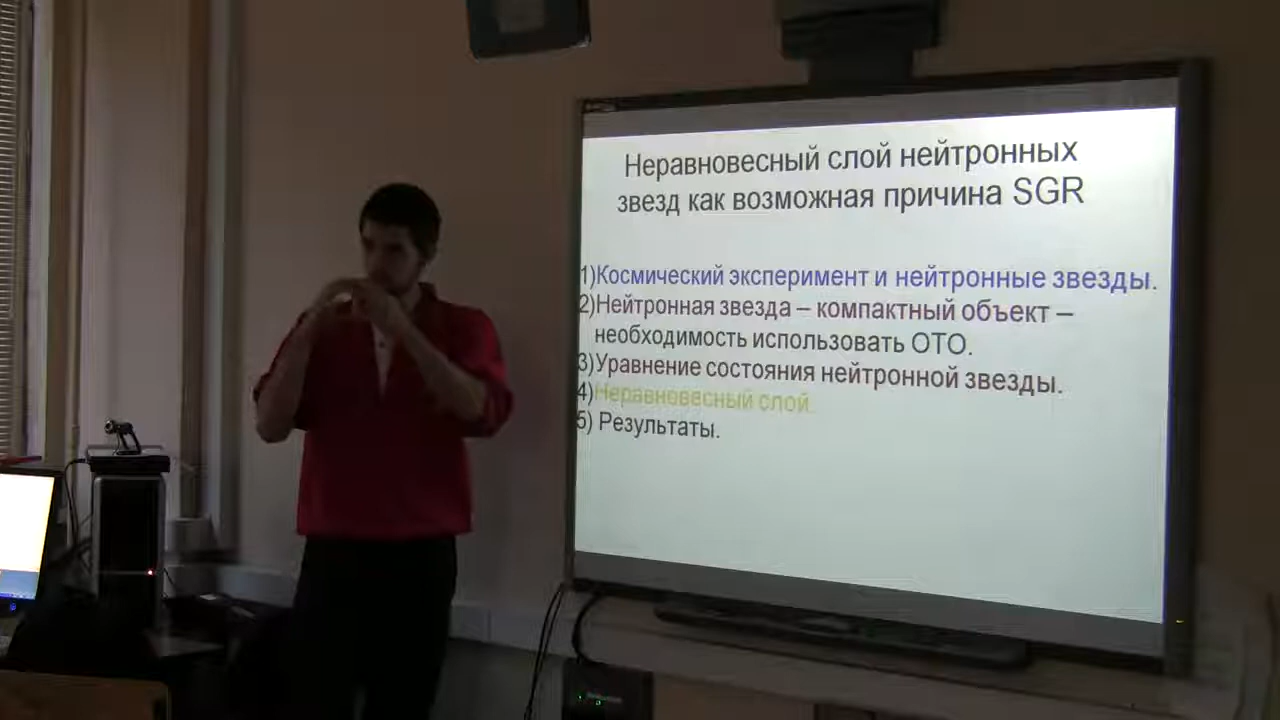 Неравновесный слой нейтронных
звезд как возможная причина SGR
1)Космический эксперимент и нейтронные звезды.
2)Нейтронная звезда – компактный объект –
необходимость использовать ОТО.
3)Уравнение состояния нейтронной звезды.
4)Неравновесный слой.
5) Результаты.